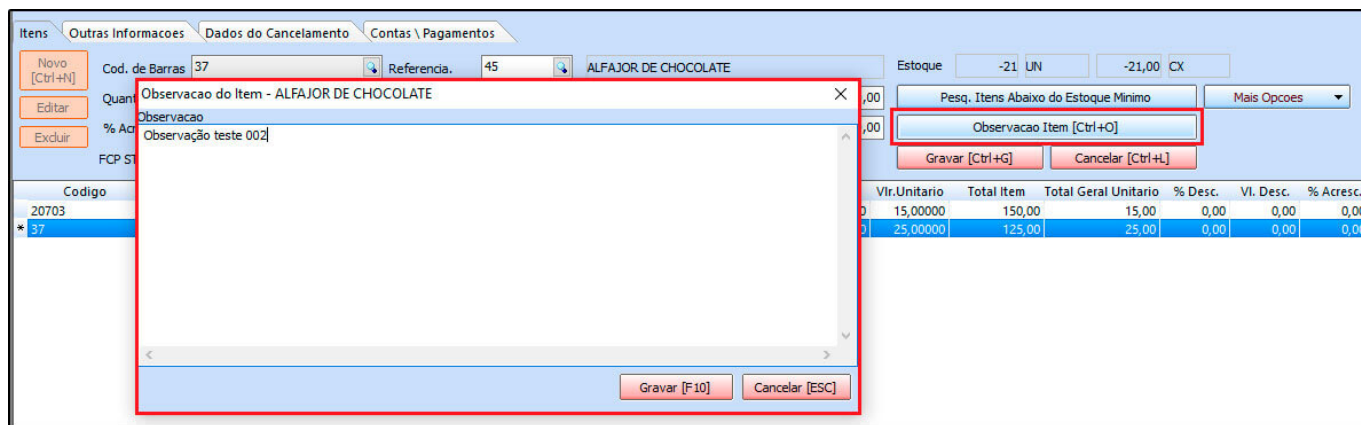 Itens Outras Informacoes Dados do Cancelamento Contas \ Pagamentos
Novo [Ctrl+N] Cod. de Barras 37 Referencia. 45 ALFAJOR DE CHOCOLATE Estoque -21 UN -21,00 CX
Editar Quant ,00 Pesq. Itens Abaixo do Estoque Minimo Mais Opcoes
Excluir % Acr ,00 Observacao Item [Ctrl+O]
FCP ST Gravar [Ctrl+G] Cancelar [Ctrl+L]
Observacao do Item - ALFAJOR DE CHOCOLATE
Observacao
Observação teste 002
Gravar [F10] Cancelar [ESC]
Codigo Vlr.Unitario Total Item Total Geral Unitario % Desc. Vl. Desc. % Acresc.
20703 15,00000 150,00 15,00 0,00 0,00 0,00
* 37 25,00000 125,00 25,00 0,00 0,00 0,00